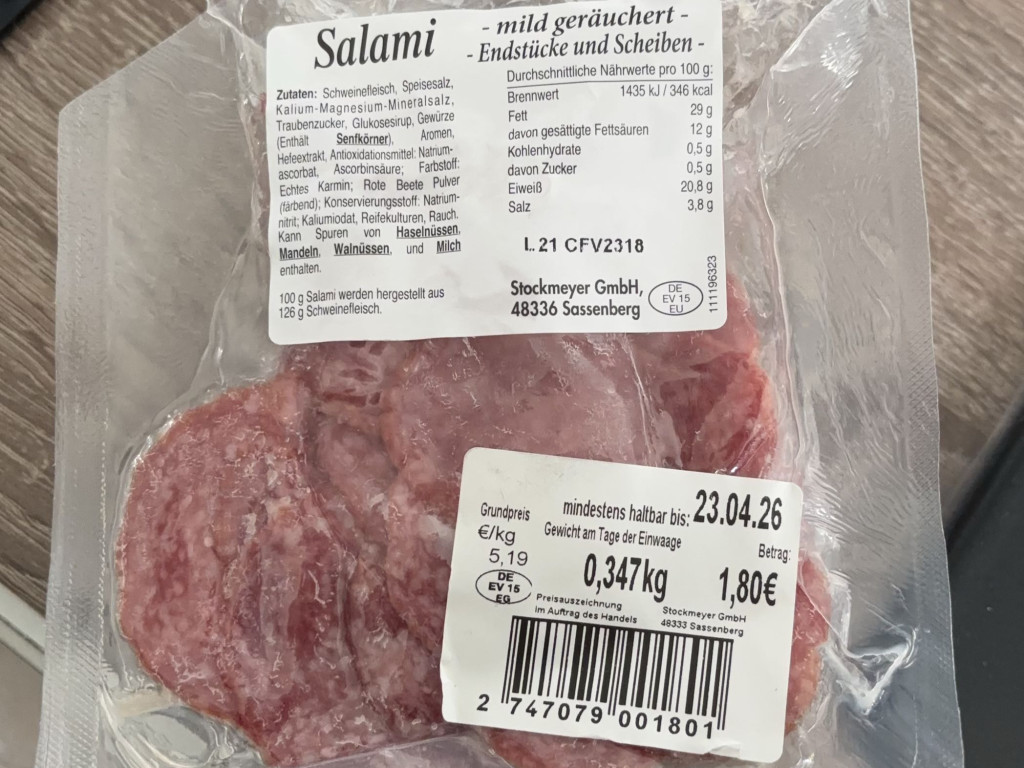 Salami
- mild geräuchert -
- Endstücke und Scheiben -
Zutaten: Schweinefleisch, Speisesalz,
Kalium-Magnesium-Mineralsalz,
Traubenzucker, Glukosesirup, Gewürze
(Enthält Senfkörner), Aromen,
Hefeextrakt, Antioxidationsmittel: Natrium-
ascorbat, Ascorbinsäure; Farbstoff:
Echtes Karmin; Rote Beete Pulver
(färbend); Konservierungsstoff: Natrium-
nitrit; Kaliumiodat, Reifekulturen, Rauch.
Kann Spuren von Haselnüssen,
Mandeln, Walnüssen, und Milch
enthalten.
100 g Salami werden hergestellt aus
126 g Schweinefleisch.
Durchschnittliche Nährwerte pro 100 g:
Brennwert 1435 kJ / 346 kcal
Fett 29 g
davon gesättigte Fettsäuren 12 g
Kohlenhydrate 0,5 g
davon Zucker 0,5 g
Eiweiß 20,8 g
Salz 3,8 g
L. 21 CFV2318
Stockmeyer GmbH,
48336 Sassenberg
DE
EV 15
EU
111196323
Grundpreis
€/kg
5,19
DE
EV 15
EG
mindestens haltbar bis: 23.04.26
Gewicht am Tage der Einwaage
0,347kg
Betrag:
1,80€
Preisauszeichnung
im Auftrag des Handels
Stockmeyer GmbH
48333 Sassenberg
2 747079 001801